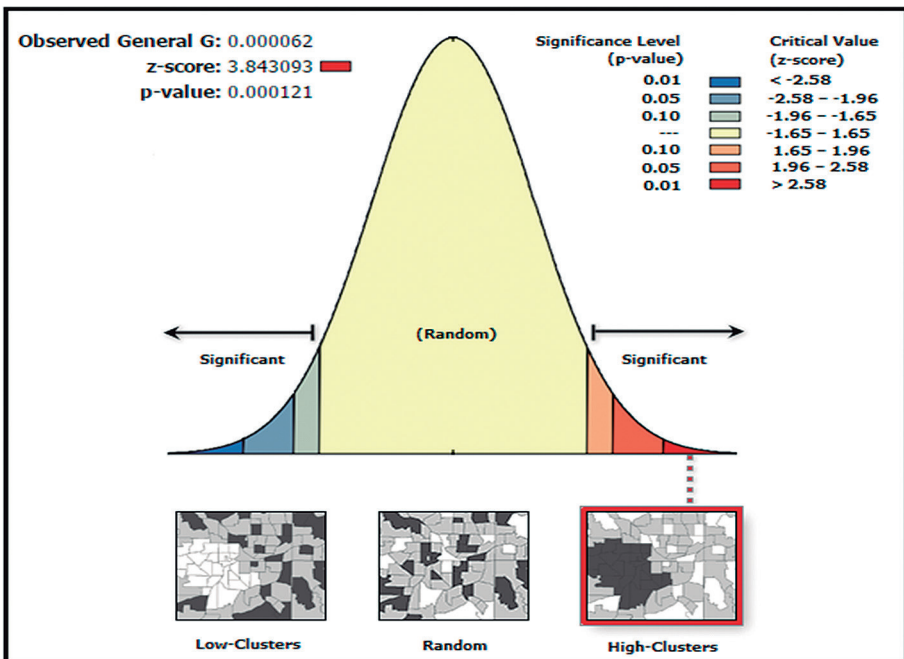 Observed General G: 0.000062
z-score: 3.843093
p-value: 0.000121
Significance Level Critical Value
(p-value) (z-score)
0.01 < -2.58
0.05 -2.58 – -1.96
0.10 -1.96 – -1.65
--- -1.65 – 1.65
0.10 1.65 – 1.96
0.05 1.96 – 2.58
0.01 > 2.58
(Random)
Significant Significant
Low-Clusters Random High-Clusters